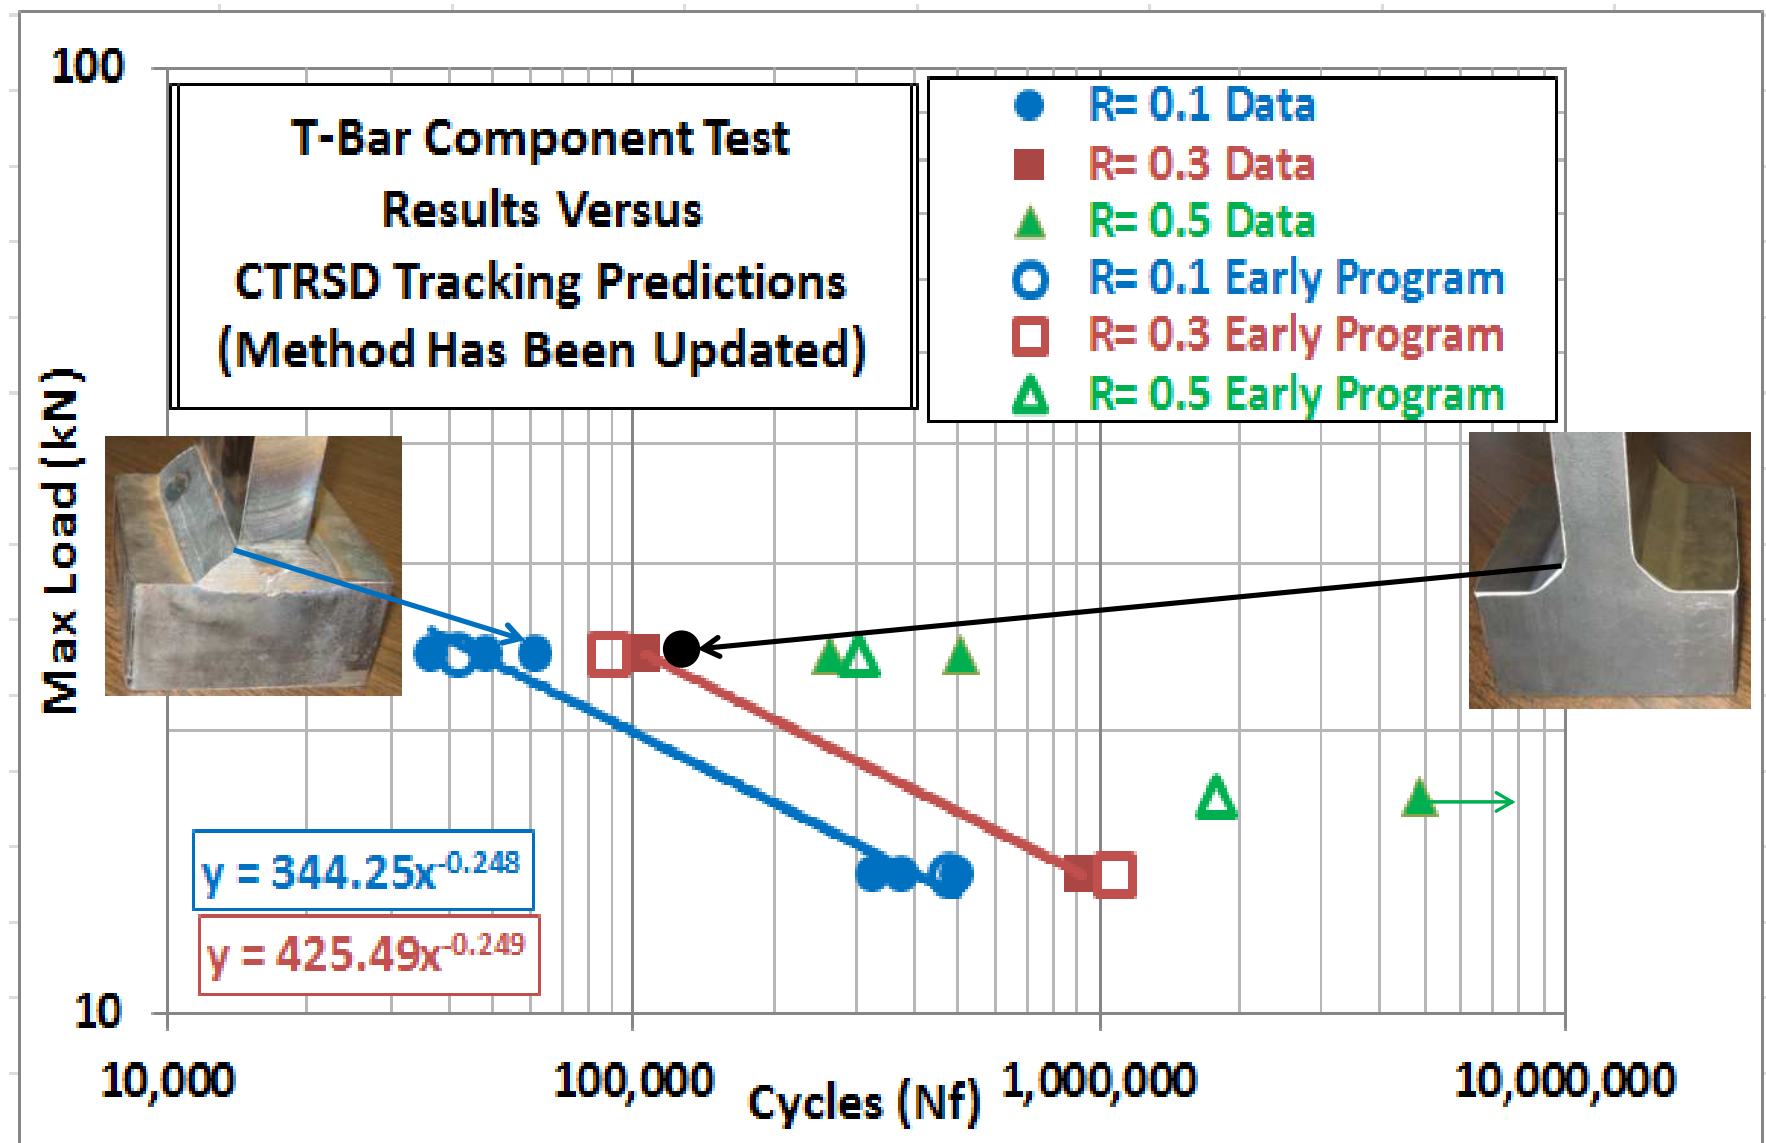 100
T-Bar Component Test
Results Versus
CTRSD Tracking Predictions
(Method Has Been Updated)
R= 0.1 Data
R= 0.3 Data
R= 0.5 Data
R= 0.1 Early Program
R= 0.3 Early Program
R= 0.5 Early Program
Max Load (kN)
y = 344.25x^-0.248
y = 425.49x^-0.249
10
10,000
100,000
1,000,000
10,000,000
Cycles (Nf)